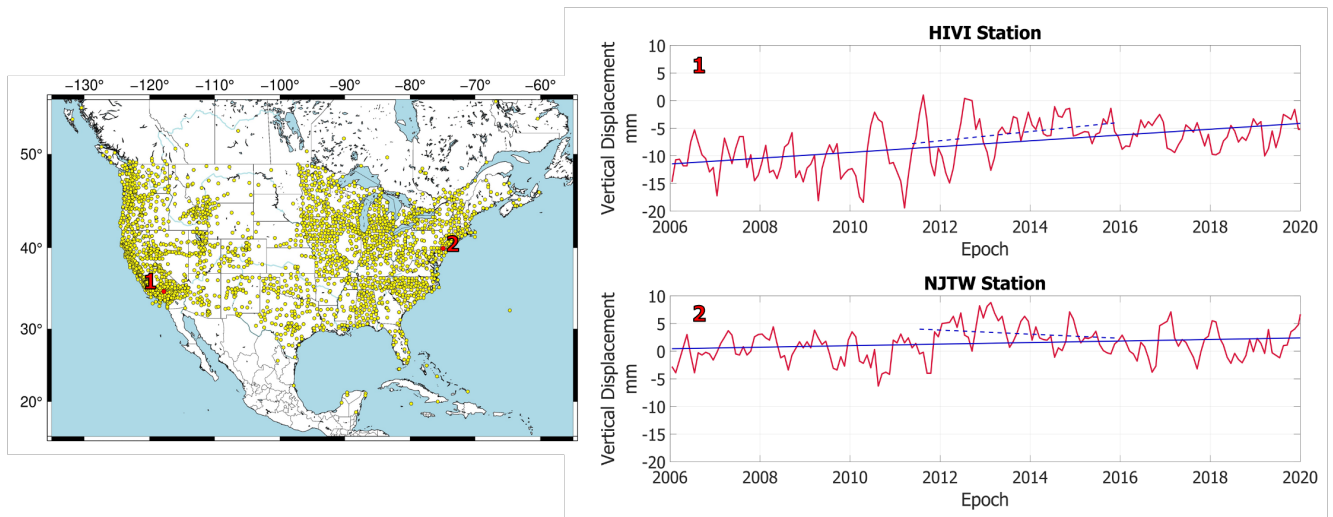 −130° −120° −110° −100° −90° −80° −70° −60°
50°
40°
30°
20°
1
2
HIVI Station
1
Vertical Displacement
mm
10
5
0
-5
-10
-15
-20
2006 2008 2010 2012 2014 2016 2018 2020
Epoch
NJTW Station
2
Vertical Displacement
mm
10
5
0
-5
-10
-15
-20
2006 2008 2010 2012 2014 2016 2018 2020
Epoch